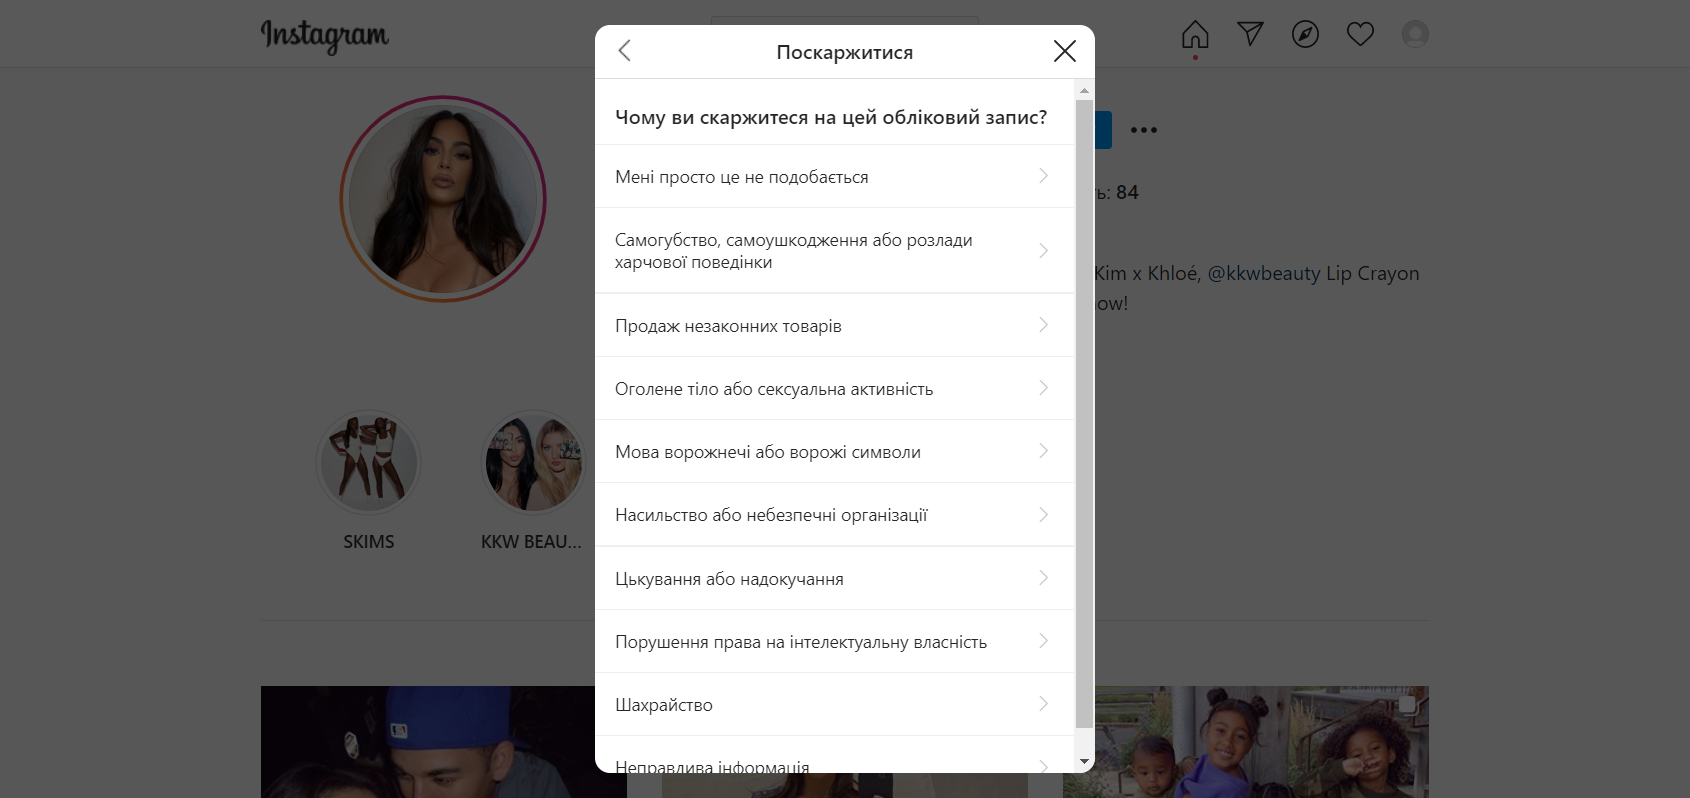 Instagram
Поскаржитися
Чому ви скаржитеся на цей обліковий запис?
Мені просто це не подобається
Самогубство, самоушкодження або розлади
харчової поведінки
Продаж незаконних товарів
Оголене тіло або сексуальна активність
Мова ворожнечі або ворожі символи
Насильство або небезпечні організації
Цькування або надокучання
Порушення права на інтелектуальну власність
Шахрайство
Неправдива інформація
ть: 84
Kim x Khloé, @kkwbeauty Lip Crayon
now!
SKIMS
KKW BEAU...